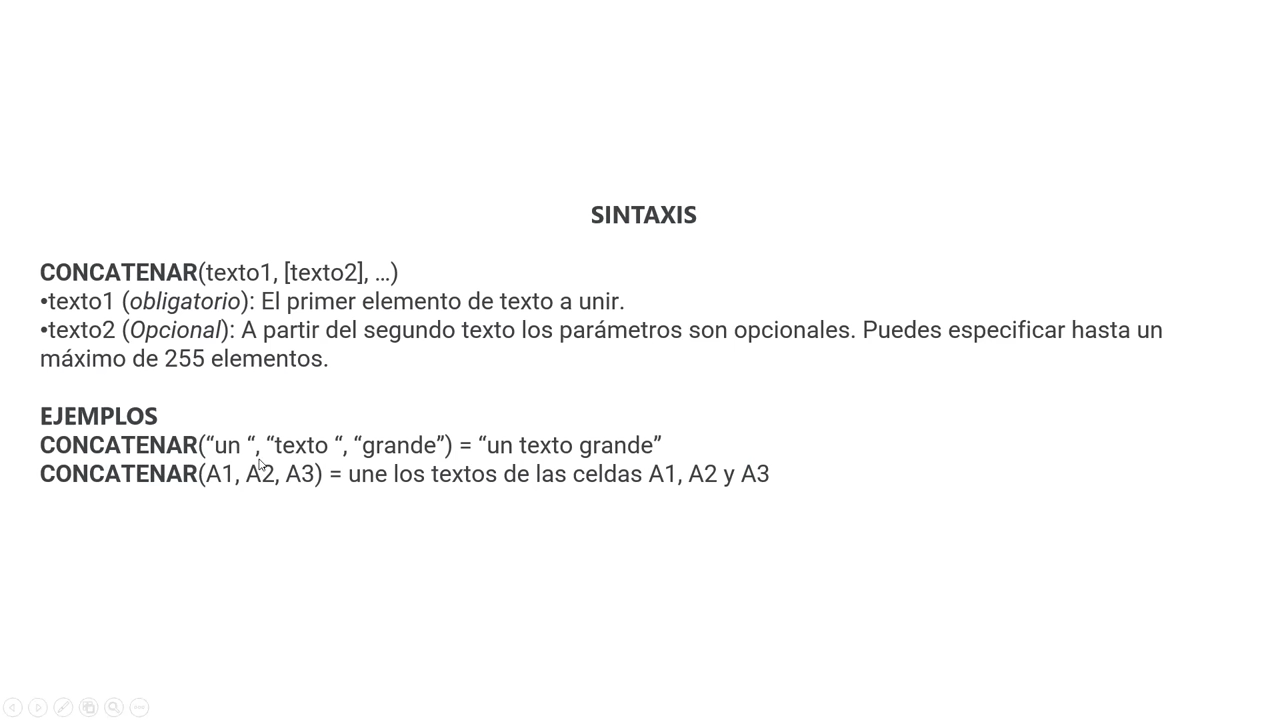 SINTAXIS
CONCATENAR(texto1, [texto2], …)
•texto1 (obligatorio): El primer elemento de texto a unir.
•texto2 (Opcional): A partir del segundo texto los parámetros son opcionales. Puedes especificar hasta un
máximo de 255 elementos.
EJEMPLOS
CONCATENAR(“un “, “texto “, “grande”) = “un texto grande”
CONCATENAR(A1, A2, A3) = une los textos de las celdas A1, A2 y A3